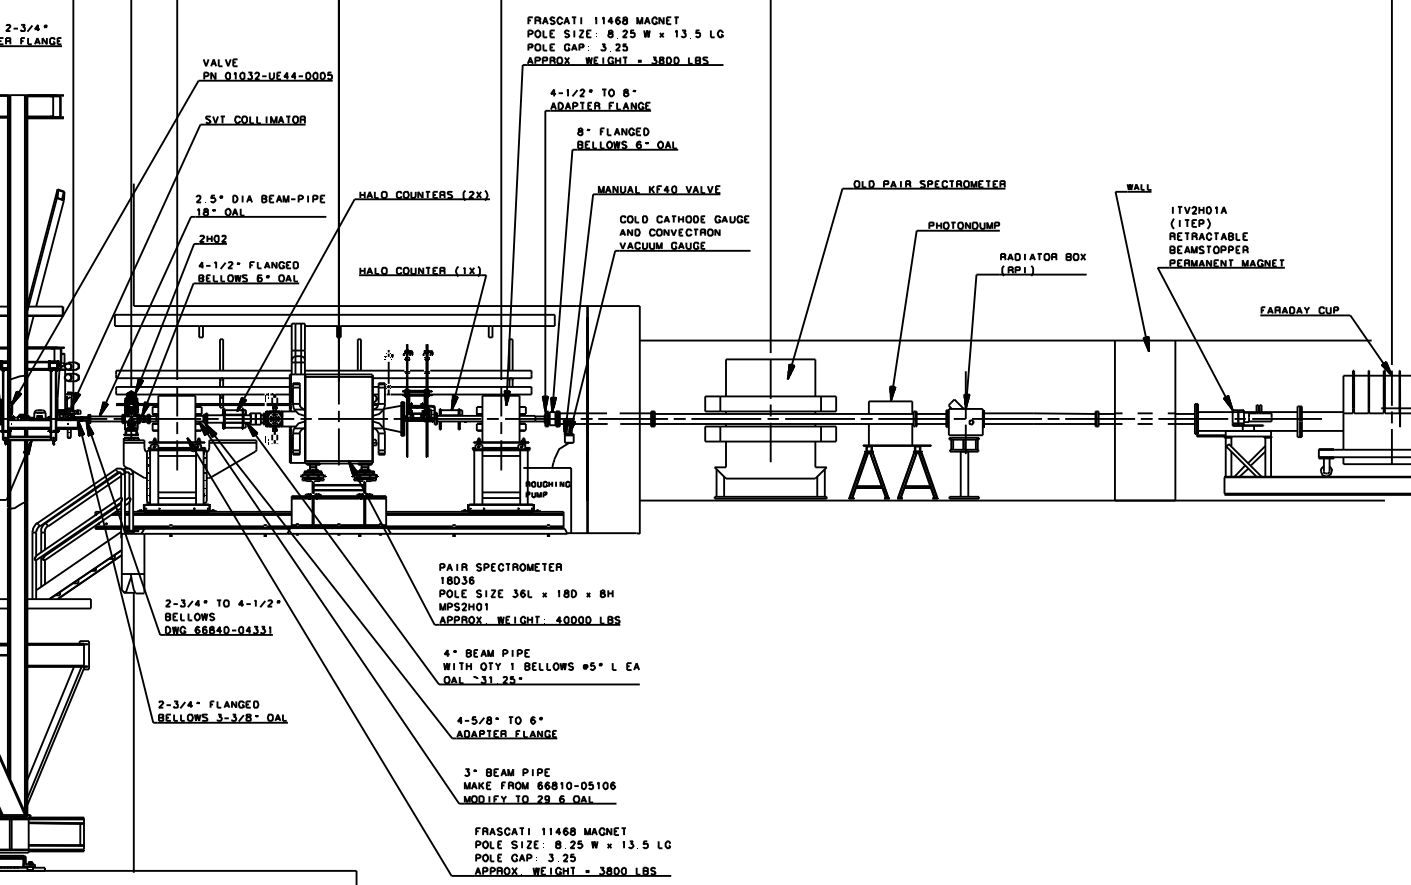 2-3/4"
ER FLANGE
VALVE
PN 01032-UE44-0005
SVT COLLIMATOR
2.5" DIA BEAM-PIPE
18" OAL
2H02
4-1/2" FLANGED
BELLOWS 6" OAL
HALO COUNTERS (2X)
HALO COUNTER (1X)
FRASCATI 11468 MAGNET
POLE SIZE: 8.25 W x 13.5 LG
POLE GAP: 3.25
APPROX. WEIGHT = 3800 LBS
4-1/2" TO 8"
ADAPTER FLANGE
8" FLANGED
BELLOWS 6" OAL
MANUAL KF40 VALVE
COLD CATHODE GAUGE
AND CONVECTRON
VACUUM GAUGE
OLD PAIR SPECTROMETER
PHOTONDUMP
RADIATOR BOX
(RPI)
WALL
ITV2H01A
(ITEP)
RETRACTABLE
BEAMSTOPPER
PERMANENT MAGNET
FARADAY CUP
ROUGHING
PUMP
PAIR SPECTROMETER
18D36
POLE SIZE 36L x 18D x 8H
MPS2H01
APPROX. WEIGHT: 40000 LBS
2-3/4" TO 4-1/2"
BELLOWS
DWG 66840-04331
4" BEAM PIPE
WITH QTY 1 BELLOWS @5" L EA
OAL ~31.25"
2-3/4" FLANGED
BELLOWS 3-3/8" OAL
4-5/8" TO 6"
ADAPTER FLANGE
3" BEAM PIPE
MAKE FROM 66810-05106
MODIFY TO 29.6 OAL
FRASCATI 11468 MAGNET
POLE SIZE: 8.25 W x 13.5 LG
POLE GAP: 3.25
APPROX. WEIGHT = 3800 LBS